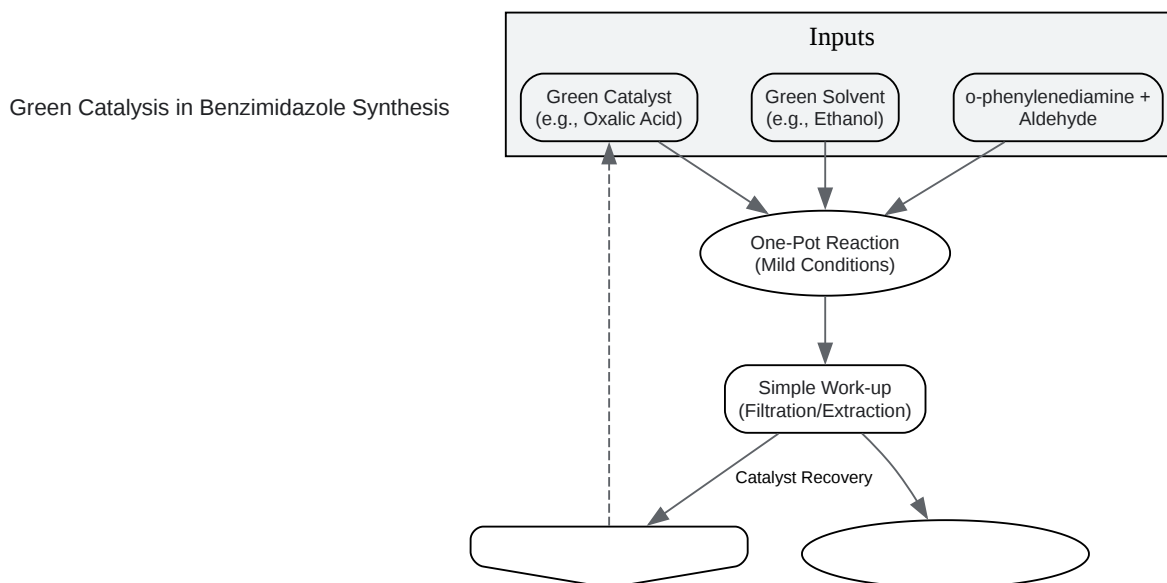 Inputs
Green Catalysis in Benzimidazole Synthesis
Green Catalyst
(e.g., Oxalic Acid)
Green Solvent
(e.g., Ethanol)
o-phenylenediamine +
Aldehyde
One-Pot Reaction
(Mild Conditions)
Simple Work-up
(Filtration/Extraction)
Catalyst Recovery